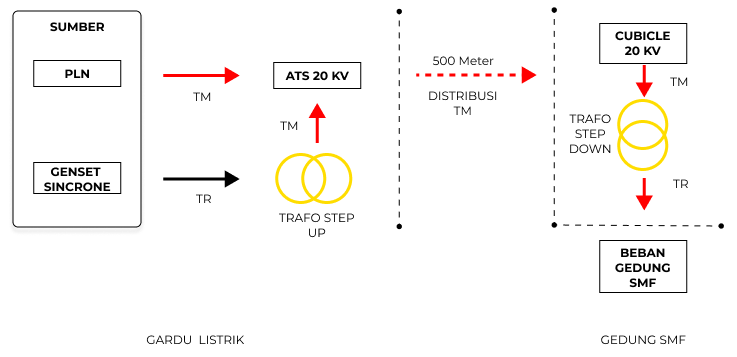 SUMBER
PLN
TM
GENSET
SINCRONE
TR
ATS 20 KV
TM
TRAFO STEP
UP
500 Meter
DISTRIBUSI
TM
CUBICLE
20 KV
TM
TRAFO
STEP
DOWN
TR
BEBAN
GEDUNG
SMF
GARDU LISTRIK
GEDUNG SMF